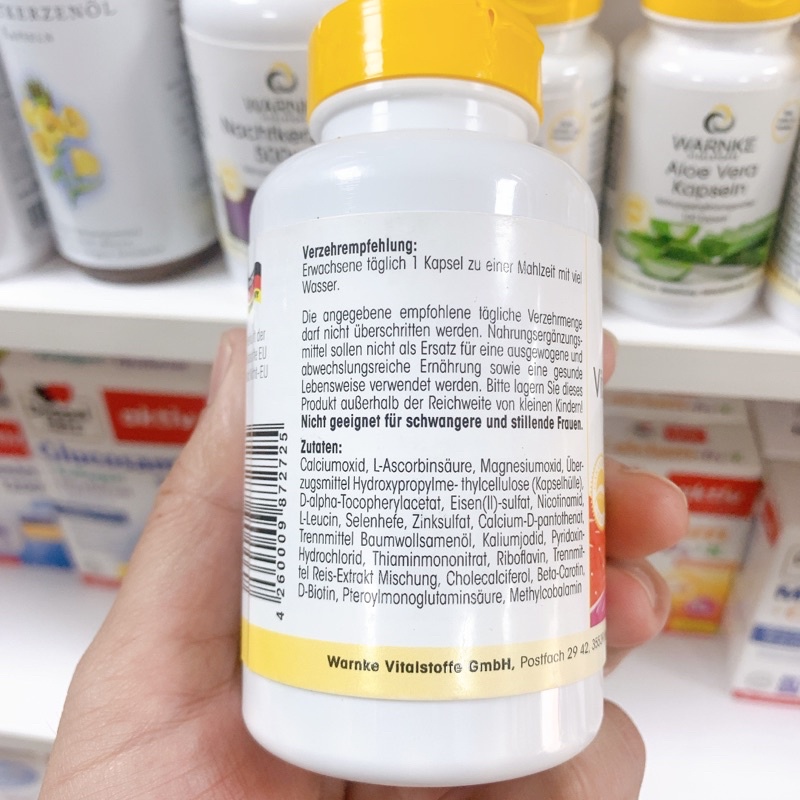 KERZENÖL
WARNKE
WARNKE
Aloe Vera
Kapseln
Verzehrempfehlung:
Erwachsene täglich 1 Kapsel zu einer Mahlzeit mit viel
Wasser.
Die angegebene empfohlene tägliche Verzehrmenge
darf nicht überschritten werden. Nahrungsergänzungs-
mittel sollen nicht als Ersatz für eine ausgewogene und
abwechslungsreiche Ernährung sowie eine gesunde
Lebensweise verwendet werden. Bitte lagern Sie dieses
Produkt außerhalb der Reichweite von kleinen Kindern!
Nicht geeignet für schwangere und stillende Frauen.
Zutaten:
Calciumoxid, L-Ascorbinsäure, Magnesiumoxid, Über-
zugsmittel Hydroxypropylme- thylcellulose (Kapselhülle),
D-alpha-Tocopherylacetat, Eisen(II)-sulfat, Nicotinamid,
L-Leucin, Selenhefe, Zinksulfat, Calcium-D-pantothenat,
Trennmittel Baumwollsamenöl, Kaliumjodid, Pyridoxin-
Hydrochlorid, Thiaminmononitrat, Riboflavin, Trennmit-
tel Reis-Extrakt Mischung, Cholecalciferol, Beta-Carotin,
D-Biotin, Pteroylmonoglutaminsäure, Methylcobalamin
4 260009 872725
Warnke Vitalstoffe GmbH, Postfach 29 42,
aktiv